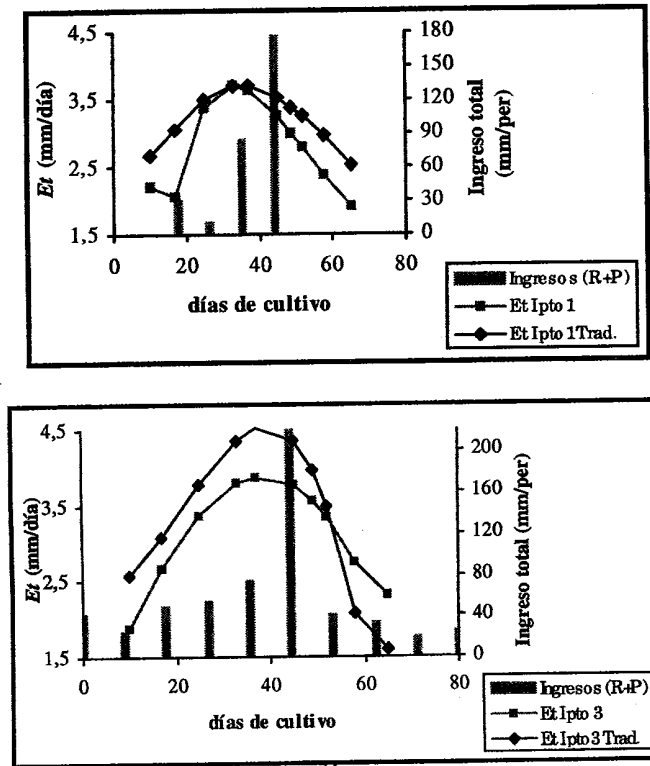 4,5
3,5
2,5
1,5
Et (mm/día)
180
150
120
90
60
30
0
Ingreso total
(mm/per)
0 20 40 60 80
días de cultivo
Ingresos (R+P)
Et Ipto 1
Et Ipto 1 Trad.
4,5
3,5
2,5
1,5
Et (mm/día)
200
160
120
80
40
0
Ingreso total (mm/per)
0 20 40 60 80
días de cultivo
Ingresos (R+P)
Et Ipto 3
Et Ipto 3 Trad.